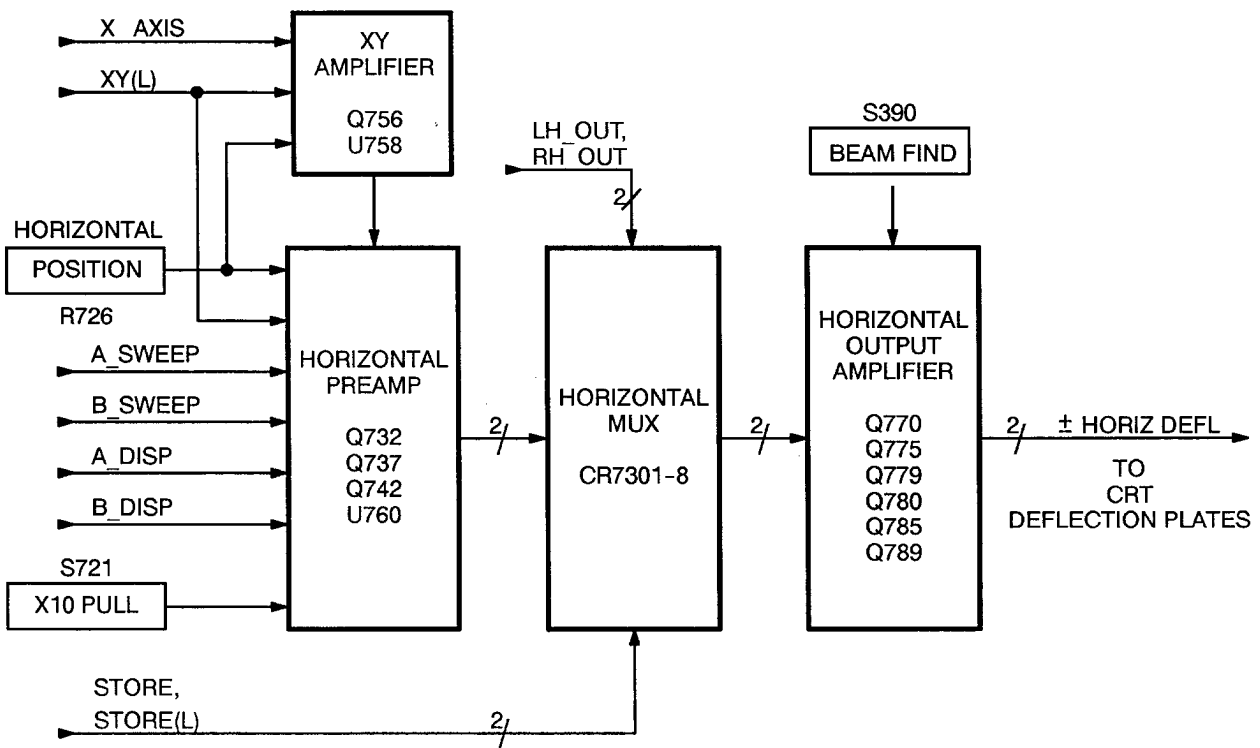 X_AXIS
XY(L)
XY
AMPLIFIER
Q756
U758
HORIZONTAL
POSITION
R726
A_SWEEP
B_SWEEP
A_DISP
B_DISP
S721
X10 PULL
HORIZONTAL
PREAMP
Q732
Q737
Q742
U760
2
LH_OUT,
RH_OUT
2
HORIZONTAL
MUX
CR7301-8
2
STORE,
STORE(L)
2
S390
BEAM FIND
HORIZONTAL
OUTPUT
AMPLIFIER
Q770
Q775
Q779
Q780
Q785
Q789
2
± HORIZ DEFL
TO
CRT
DEFLECTION PLATES